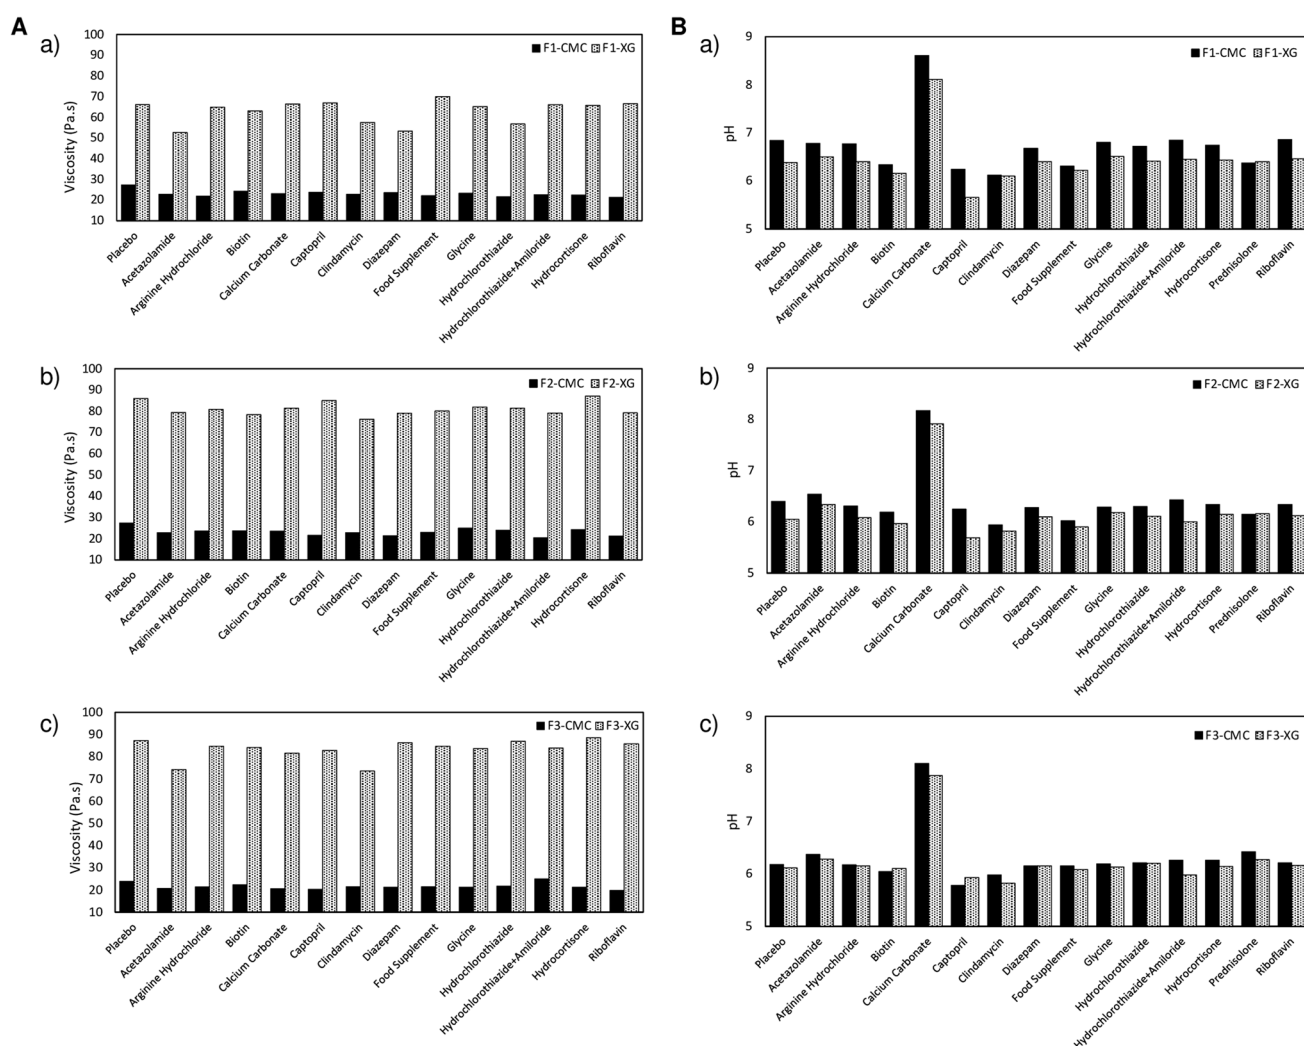 A
a)
Viscosity (Pa.s)
100
90
80
70
60
50
40
30
20
10
F1-CMC F1-XG
Placebo
Acetazolamide
Arginine Hydrochloride
Biotin
Calcium Carbonate
Captopril
Clindamycin
Diazepam
Food Supplement
Glycine
Hydrochlorothiazide
Hydrochlorothiazide+Amiloride
Hydrocortisone
Riboflavin
b)
Viscosity (Pa.s)
100
90
80
70
60
50
40
30
20
10
F2-CMC F2-XG
Placebo
Acetazolamide
Arginine Hydrochloride
Biotin
Calcium Carbonate
Captopril
Clindamycin
Diazepam
Food Supplement
Glycine
Hydrochlorothiazide
Hydrochlorothiazide+Amiloride
Hydrocortisone
Riboflavin
c)
Viscosity (Pa.s)
100
90
80
70
60
50
40
30
20
10
F3-CMC F3-XG
Placebo
Acetazolamide
Arginine Hydrochloride
Biotin
Calcium Carbonate
Captopril
Clindamycin
Diazepam
Food Supplement
Glycine
Hydrochlorothiazide
Hydrochlorothiazide+Amiloride
Hydrocortisone
Riboflavin
B
a)
pH
9
8
7
6
5
F1-CMC F1-XG
Placebo
Acetazolamide
Arginine Hydrochloride
Biotin
Calcium Carbonate
Captopril
Clindamycin
Diazepam
Food Supplement
Glycine
Hydrochlorothiazide
Hydrochlorothiazide+Amiloride
Hydrocortisone
Prednisolone
Riboflavin
b)
pH
9
8
7
6
5
F2-CMC F2-XG
Placebo
Acetazolamide
Arginine Hydrochloride
Biotin
Calcium Carbonate
Captopril
Clindamycin
Diazepam
Food Supplement
Glycine
Hydrochlorothiazide
Hydrochlorothiazide+Amiloride
Hydrocortisone
Prednisolone
Riboflavin
c)
pH
9
8
7
6
5
F3-CMC F3-XG
Placebo
Acetazolamide
Arginine Hydrochloride
Biotin
Calcium Carbonate
Captopril
Clindamycin
Diazepam
Food Supplement
Glycine
Hydrochlorothiazide
Hydrochlorothiazide+Amiloride
Hydrocortisone
Prednisolone
Riboflavin